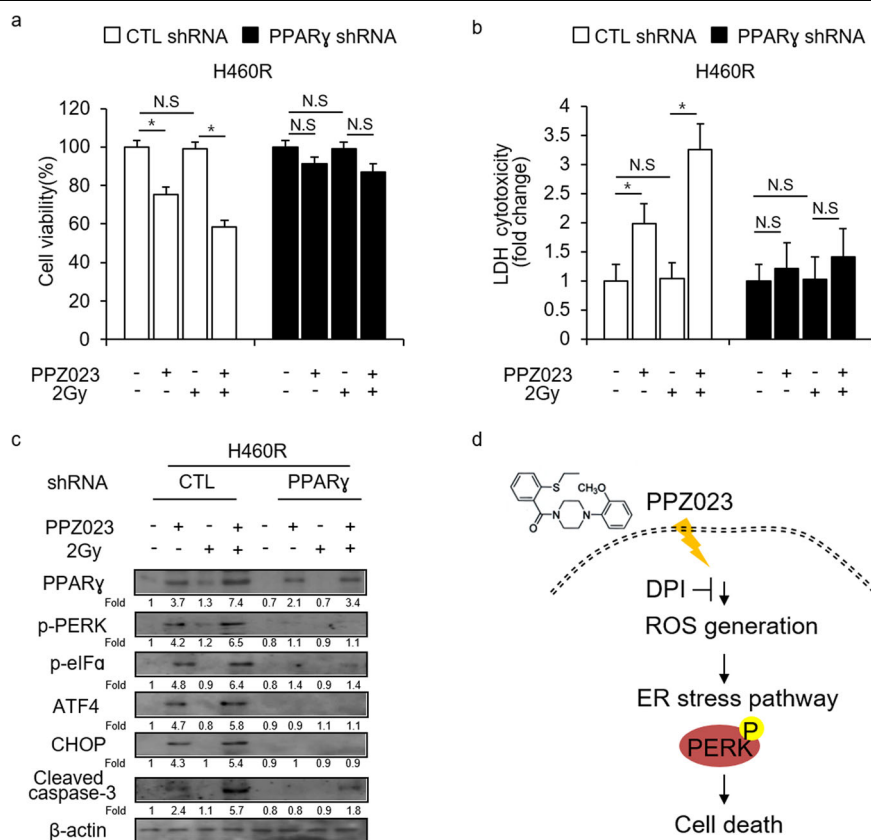 a
CTL shRNA PPARɣ shRNA
H460R
Cell viability(%)
120
100
80
60
40
20
0
N.S
* *
N.S
N.S N.S
PPZ023 - + - + - + - +
2Gy - - + + - - + +
b
CTL shRNA PPARɣ shRNA
H460R
LDH cytotoxicity
(fold change)
4
3.5
3
2.5
2
1.5
1
0.5
0
*
N.S
*
N.S
N.S N.S
PPZ023 - + - + - + - +
2Gy - - + + - - + +
c
H460R
shRNA CTL PPARɣ
PPZ023 - + - + - + - +
2Gy - - + + - - + +
PPARɣ
Fold 1 3.7 1.3 7.4 0.7 2.1 0.7 3.4
p-PERK
Fold 1 4.2 1.2 6.5 0.8 1.1 0.9 1.1
p-eIFα
Fold 1 4.8 0.9 6.4 0.8 1.4 0.9 1.4
ATF4
Fold 1 4.7 0.8 5.8 0.9 0.9 1.1 1.1
CHOP
Fold 1 4.3 1 5.4 0.9 1 0.9 0.9
Cleaved
caspase-3
Fold 1 2.4 1.1 5.7 0.8 0.8 0.9 1.8
β-actin
d
S
CH₃O
N
N
O
PPZ023
DPI
ROS generation
ER stress pathway
P
PERK
Cell death